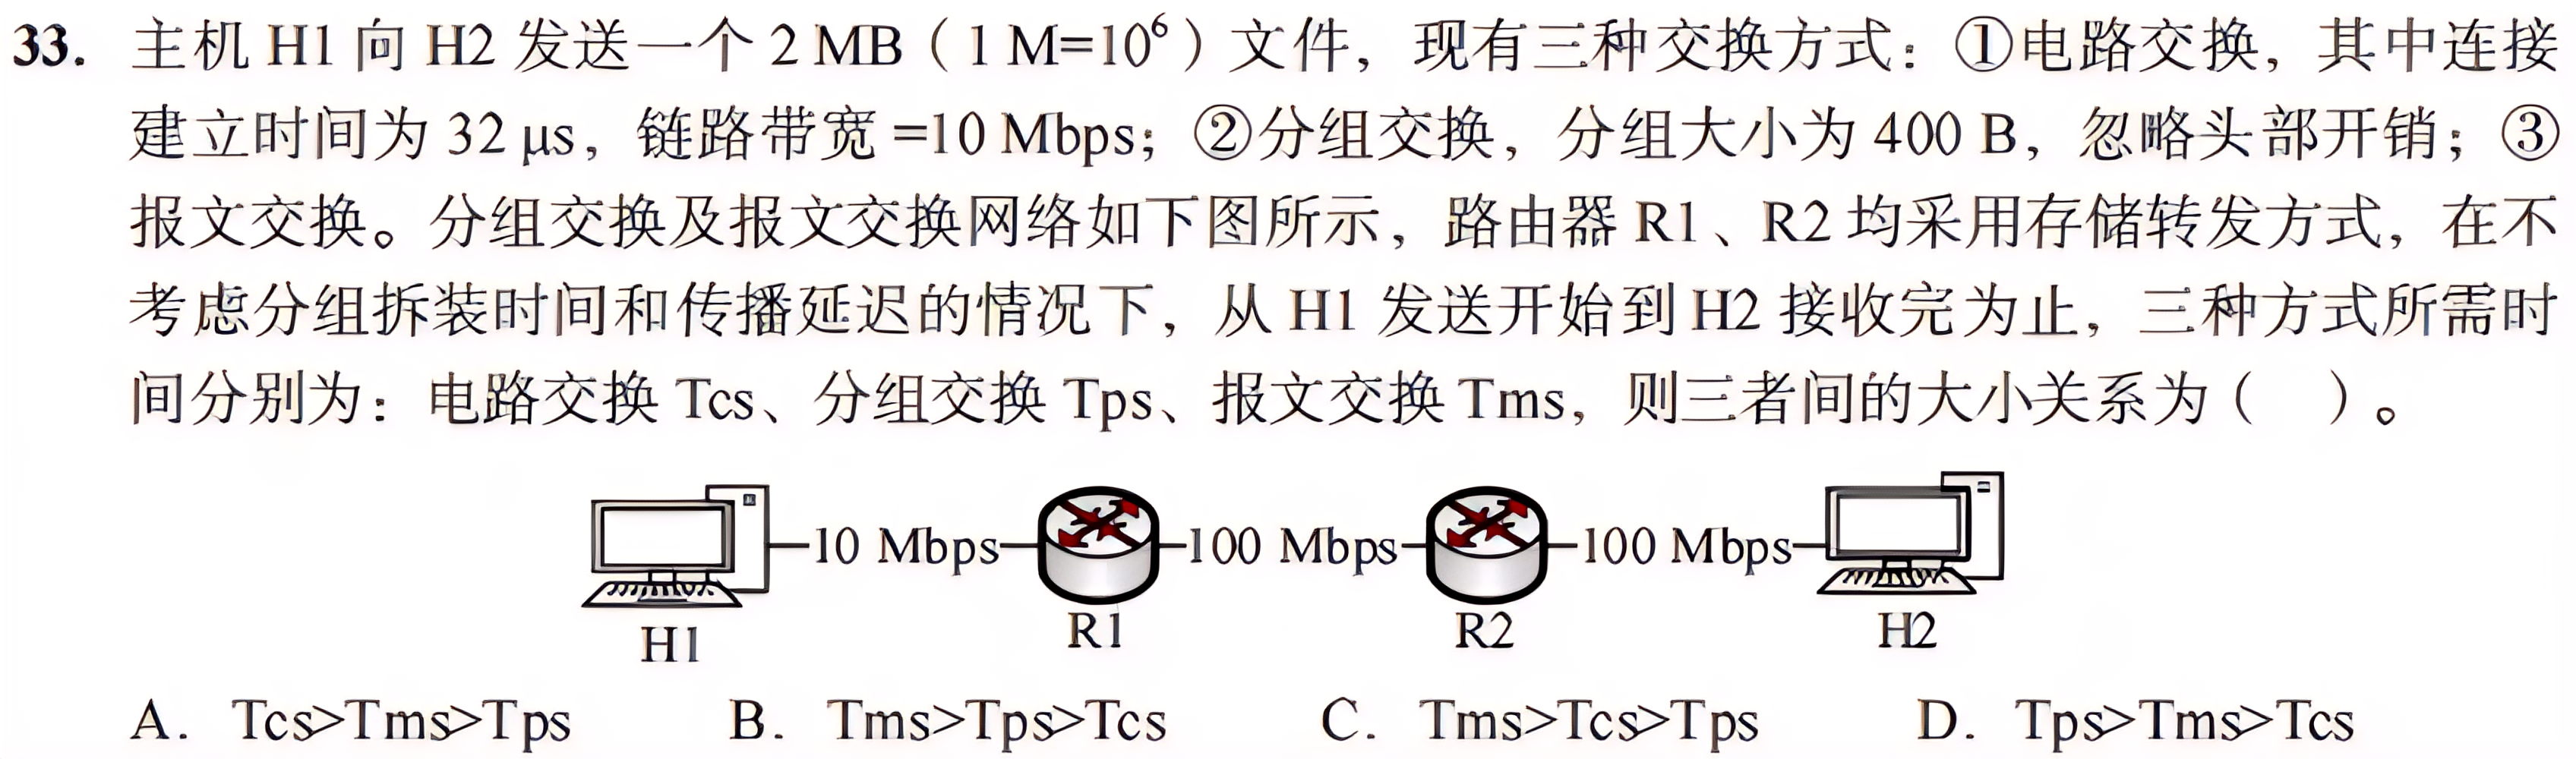 33. 主机 H1 向 H2 发送一个 2 MB（1 M=10⁶）文件，现有三种交换方式：①电路交换，其中连接
建立时间为 32 μs，链路带宽 =10 Mbps；②分组交换，分组大小为 400 B，忽略头部开销；③
报文交换。分组交换及报文交换网络如下图所示，路由器 R1、R2 均采用存储转发方式，在不
考虑分组拆装时间和传播延迟的情况下，从 H1 发送开始到 H2 接收完为止，三种方式所需时
间分别为：电路交换 Tcs、分组交换 Tps、报文交换 Tms，则三者间的大小关系为（ ）。
10 Mbps 100 Mbps 100 Mbps
H1 R1 R2 H2
A. Tcs>Tms>Tps B. Tms>Tps>Tcs C. Tms>Tcs>Tps D. Tps>Tms>Tcs